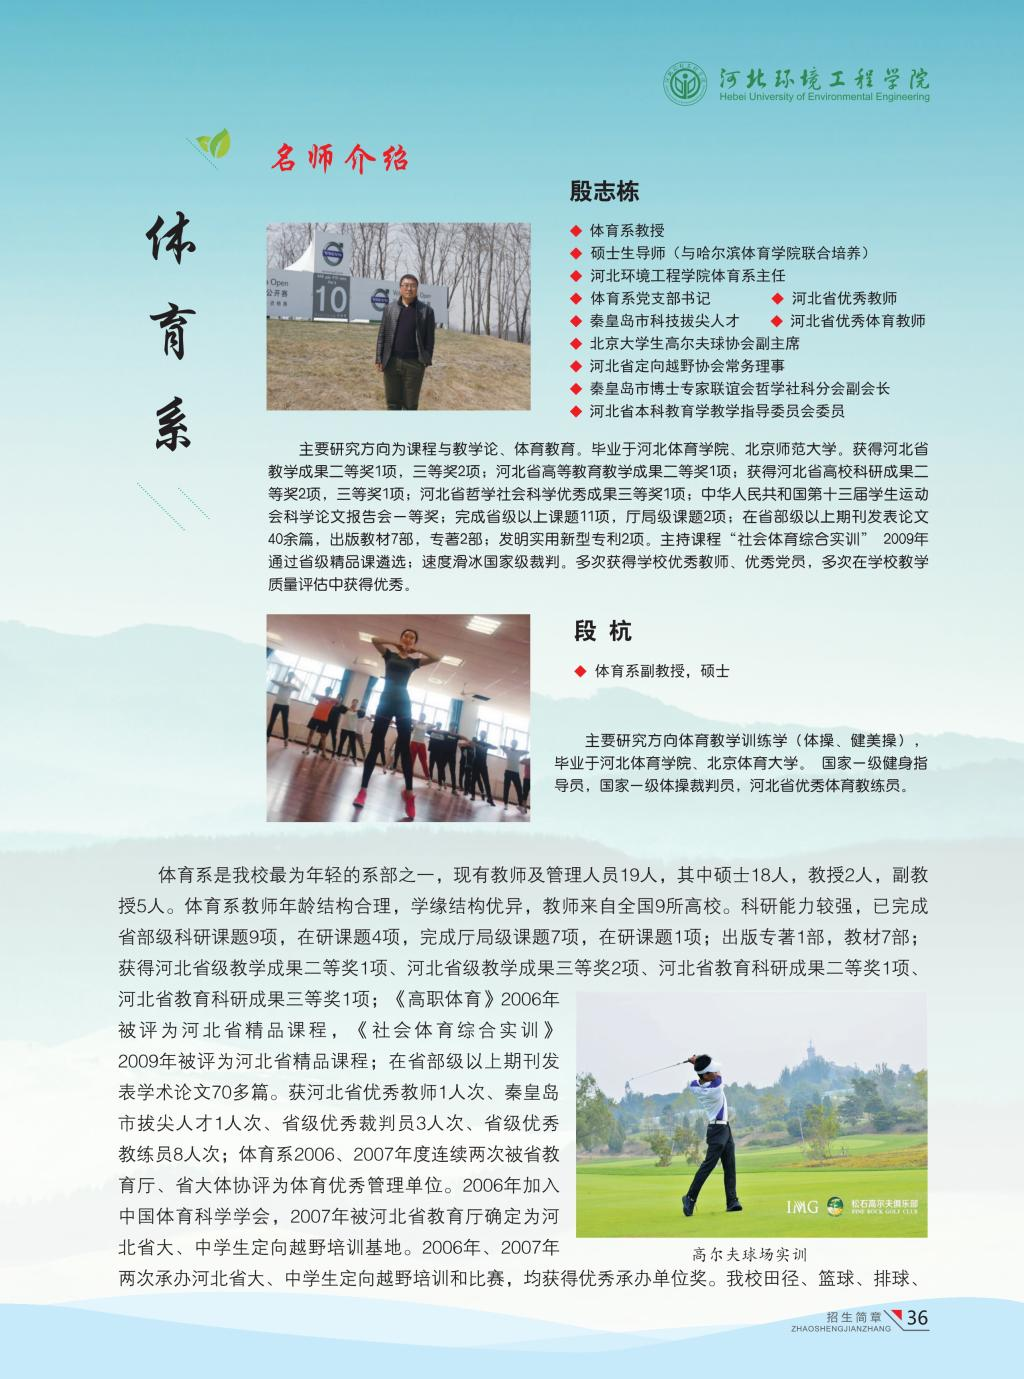 河北环境工程学院
Hebei University of Environmental Engineering
名师介绍
体育系
殷志栋
◆ 体育系教授
◆ 硕士生导师（与哈尔滨体育学院联合培养）
◆ 河北环境工程学院体育系主任
◆ 体育系党支部书记 ◆ 河北省优秀教师
◆ 秦皇岛市科技拔尖人才 ◆ 河北省优秀体育教师
◆ 北京大学生高尔夫球协会副主席
◆ 河北省定向越野协会常务理事
◆ 秦皇岛市博士专家联谊会哲学社科分会副会长
◆ 河北省本科教育学教学指导委员会委员
Open
公开赛
10
VOLVO
主要研究方向为课程与教学论、体育教育。毕业于河北体育学院、北京师范大学。获得河北省
教学成果二等奖1项，三等奖2项；河北省高等教育教学成果二等奖1项；获得河北省高校科研成果二
等奖2项，三等奖1项；河北省哲学社会科学优秀成果三等奖1项；中华人民共和国第十三届学生运动
会科学论文报告会一等奖；完成省级以上课题11项，厅局级课题2项；在省部级以上期刊发表论文
40余篇，出版教材7部，专著2部；发明实用新型专利2项。主持课程“社会体育综合实训” 2009年
通过省级精品课遴选；速度滑冰国家级裁判。多次获得学校优秀教师、优秀党员，多次在学校教学
质量评估中获得优秀。
段 杭
◆ 体育系副教授，硕士
主要研究方向体育教学训练学（体操、健美操），
毕业于河北体育学院、北京体育大学。 国家一级健身指
导员，国家一级体操裁判员，河北省优秀体育教练员。
体育系是我校最为年轻的系部之一，现有教师及管理人员19人，其中硕士18人，教授2人，副教
授5人。体育系教师年龄结构合理，学缘结构优异，教师来自全国9所高校。科研能力较强，已完成
省部级科研课题9项，在研课题4项，完成厅局级课题7项，在研课题1项；出版专著1部，教材7部；
获得河北省级教学成果二等奖1项、河北省级教学成果三等奖2项、河北省教育科研成果二等奖1项、
河北省教育科研成果三等奖1项；《高职体育》2006年
被评为河北省精品课程，《社会体育综合实训》
2009年被评为河北省精品课程；在省部级以上期刊发
表学术论文70多篇。获河北省优秀教师1人次、秦皇岛
市拔尖人才1人次、省级优秀裁判员3人次、省级优秀
教练员8人次；体育系2006、2007年度连续两次被省教
育厅、省大体协评为体育优秀管理单位。2006年加入
中国体育科学学会，2007年被河北省教育厅确定为河
北省大、中学生定向越野培训基地。2006年、2007年
两次承办河北省大、中学生定向越野培训和比赛，均获得优秀承办单位奖。我校田径、篮球、排球、
IMG 松石高尔夫俱乐部
PINE ROCK GOLF CLUB
高尔夫球场实训
招生简章
ZHAOSHENGJIANZHANG
36